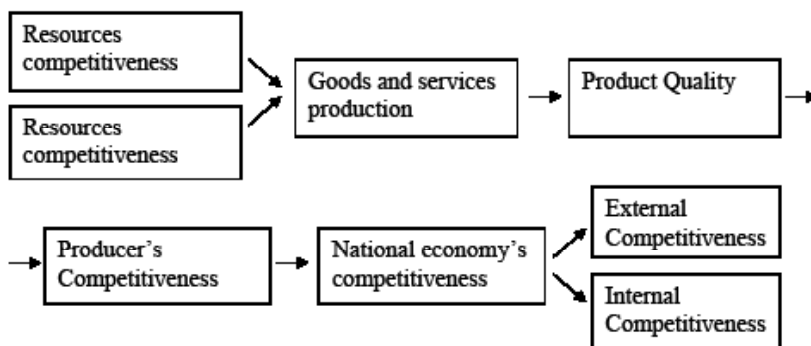 Resources
competitiveness
Goods and services
production
Product Quality
Resources
competitiveness
Producer's
Competitiveness
National economy's
competitiveness
External
Competitiveness
Internal
Competitiveness